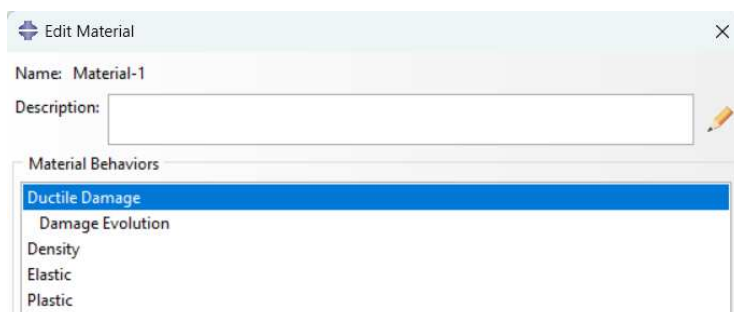 Edit Material
Name: Material-1
Description:
Material Behaviors
Ductile Damage
Damage Evolution
Density
Elastic
Plastic